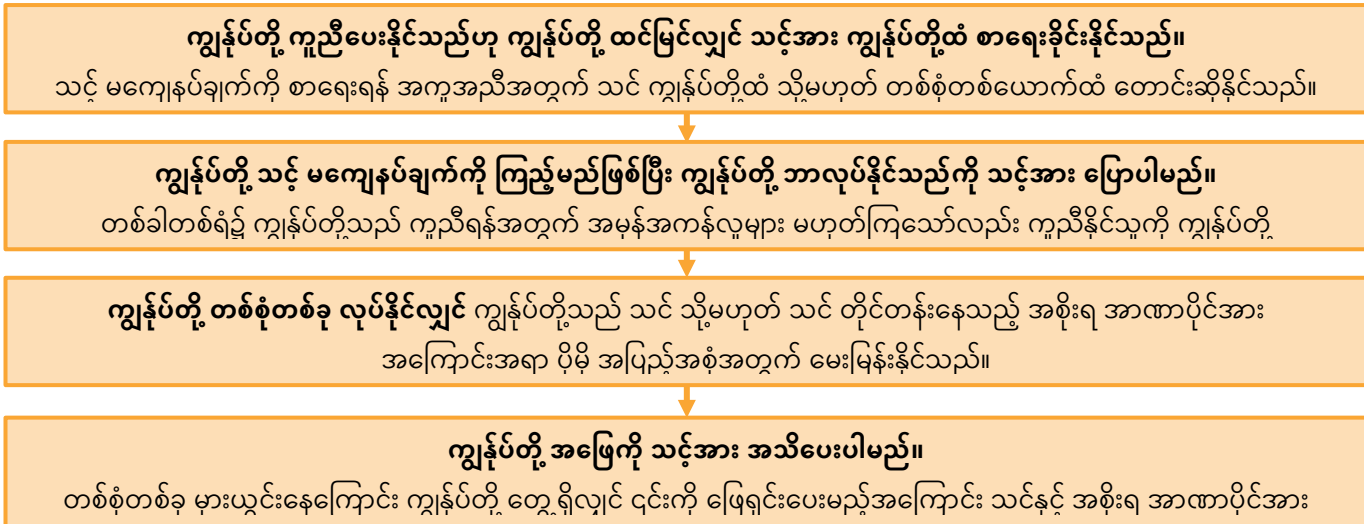 ကျွန်ုပ်တို့ ကူညီပေးနိုင်သည်ဟု ကျွန်ုပ်တို့ ထင်မြင်လျှင် သင့်အား ကျွန်ုပ်တို့ထံ စာရေးခိုင်းနိုင်သည်။
သင့် မကျေနပ်ချက်ကို စာရေးရန် အကူအညီအတွက် သင် ကျွန်ုပ်တို့ထံ သို့မဟုတ် တစ်စုံတစ်ယောက်ထံ တောင်းဆိုနိုင်သည်။
ကျွန်ုပ်တို့ သင့် မကျေနပ်ချက်ကို ကြည့်မည်ဖြစ်ပြီး ကျွန်ုပ်တို့ ဘာလုပ်နိုင်သည်ကို သင့်အား ပြောပါမည်။
တစ်ခါတစ်ရံ၌ ကျွန်ုပ်တို့သည် ကူညီရန်အတွက် အမှန်အကန်လူများ မဟုတ်ကြသော်လည်း ကူညီနိုင်သူကို ကျွန်ုပ်တို့
ကျွန်ုပ်တို့ တစ်စုံတစ်ခု လုပ်နိုင်လျှင် ကျွန်ုပ်တို့သည် သင် သို့မဟုတ် သင် တိုင်တန်းနေသည့် အစိုးရ အာဏာပိုင်အား
အကြောင်းအရာ ပိုမို အပြည့်အစုံအတွက် မေးမြန်းနိုင်သည်။
ကျွန်ုပ်တို့ အဖြေကို သင့်အား အသိပေးပါမည်။
တစ်စုံတစ်ခု မှားယွင်းနေကြောင်း ကျွန်ုပ်တို့ တွေ့ရှိလျှင် ၎င်းကို ဖြေရှင်းပေးမည့်အကြောင်း သင်နှင့် အစိုးရ အာဏာပိုင်အား